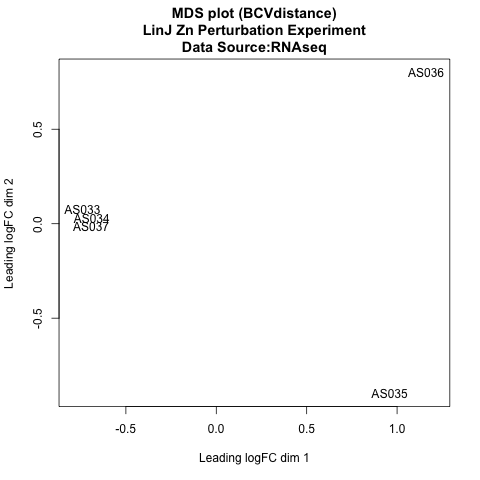 MDS plot (BCVdistance)
LinJ Zn Perturbation Experiment
Data Source:RNAseq
AS036
0.5
AS033
AS034
AS037
0.0
Leading logFC dim 2
-0.5
AS035
-0.5 0.0 0.5 1.0
Leading logFC dim 1